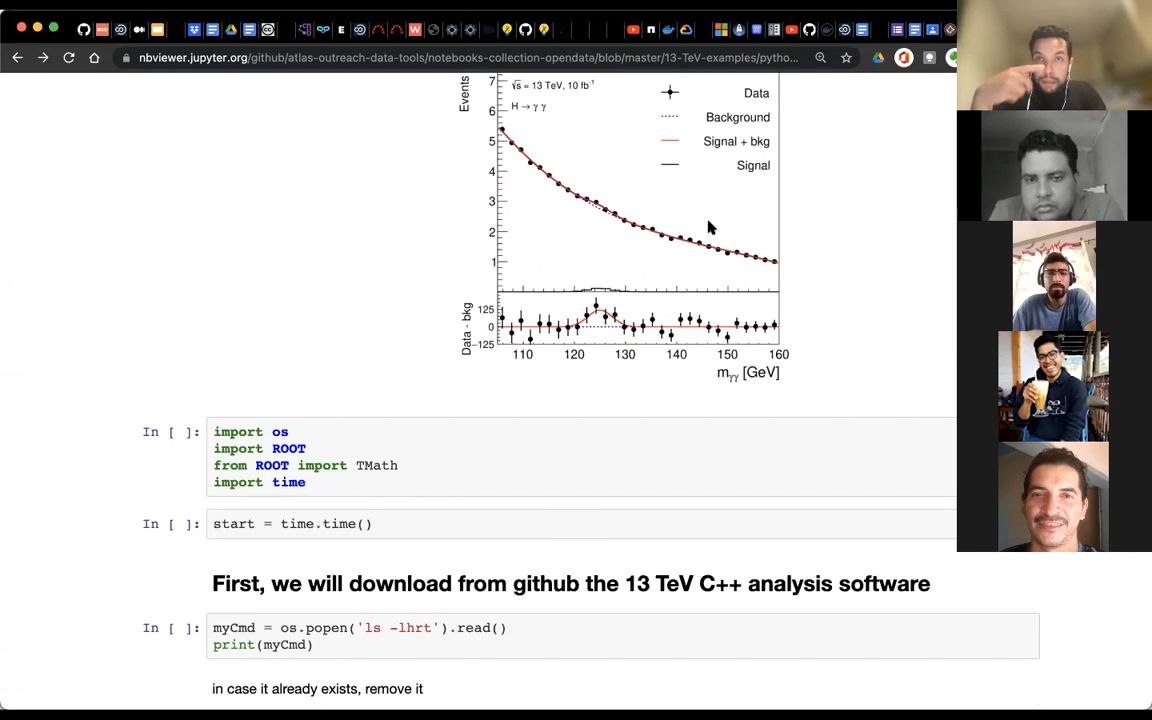 nbviewer.jupyter.org/github/atlas-outreach-data-tools/notebooks-collection-opendata/blob/master/13-TeV-examples/pytho...
Events
7
6
5
4
3
2
1
√s = 13 TeV, 10 fb⁻¹
H → γ γ
Data
Background
Signal + bkg
Signal
Data - bkg
125
0
−125
110 120 130 140 150 160
mγγ [GeV]
In [ ]: import os
import ROOT
from ROOT import TMath
import time
In [ ]: start = time.time()
First, we will download from github the 13 TeV C++ analysis software
In [ ]: myCmd = os.popen('ls -lhrt').read()
print(myCmd)
in case it already exists, remove it